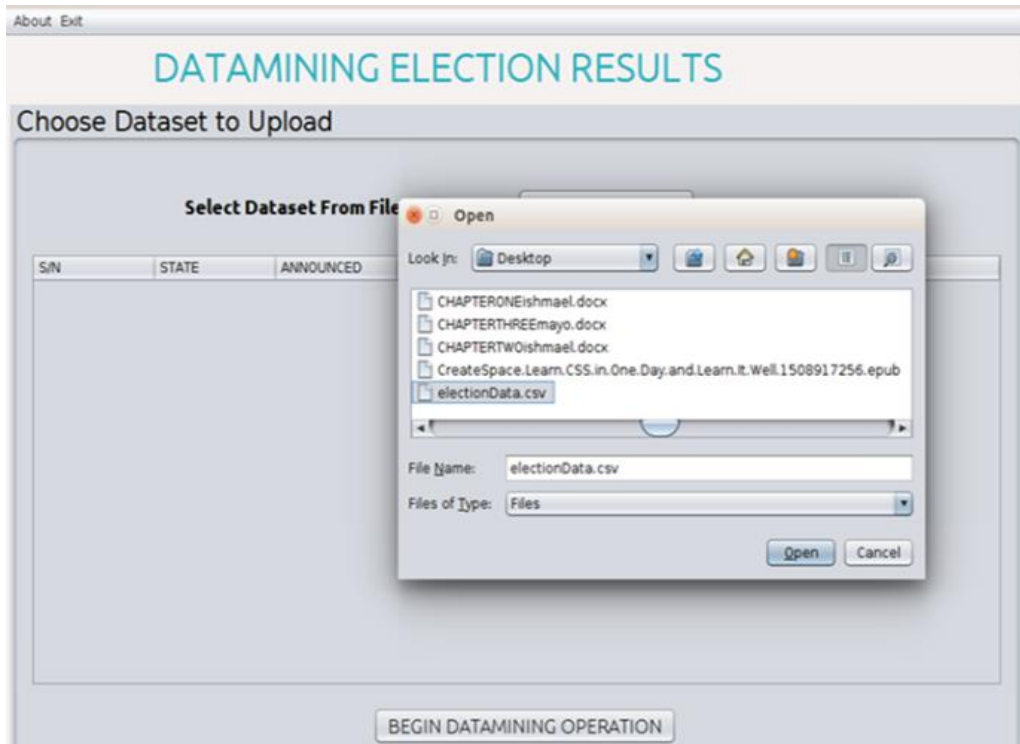 About Exit
DATAMINING ELECTION RESULTS
Choose Dataset to Upload
Select Dataset From File
S/N STATE ANNOUNCED
Open
Look In: Desktop
CHAPTERONEishmael.docx
CHAPTERTHREEmayo.docx
CHAPTERTWOishmael.docx
CreateSpace.Learn.CSS.in.One.Day.and.Learn.It.Well.1508917256.epub
electionData.csv
File Name: electionData.csv
Files of Type: Files
Open Cancel
BEGIN DATAMINING OPERATION